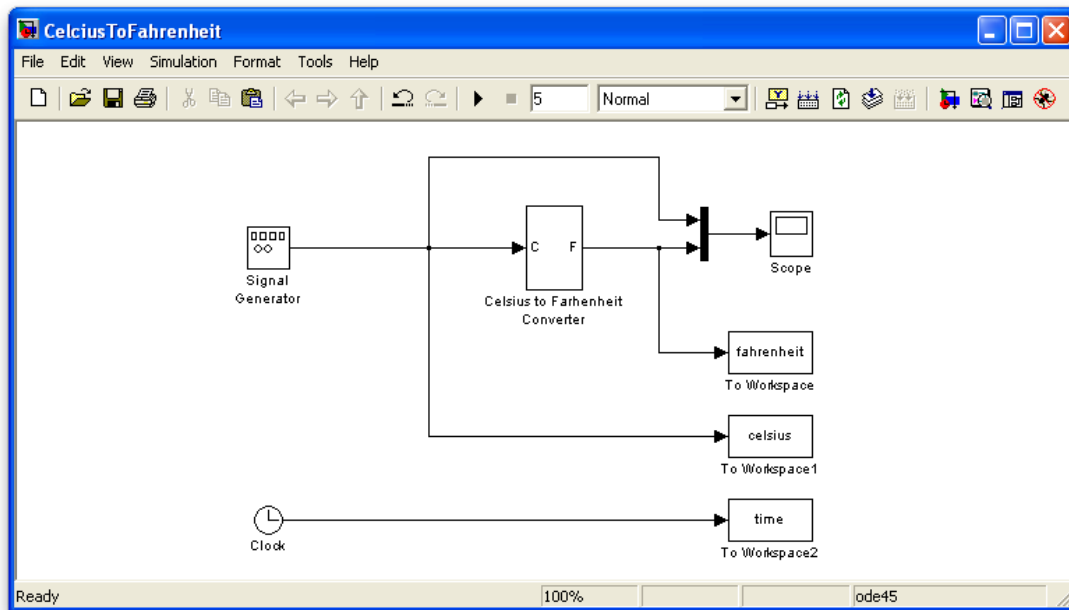 CelciusToFahrenheit
File Edit View Simulation Format Tools Help
5 Normal
Signal
Generator
C F
Celsius to Farhenheit
Converter
Scope
fahrenheit
To Workspace
celsius
To Workspace1
Clock
time
To Workspace2
Ready 100% ode45